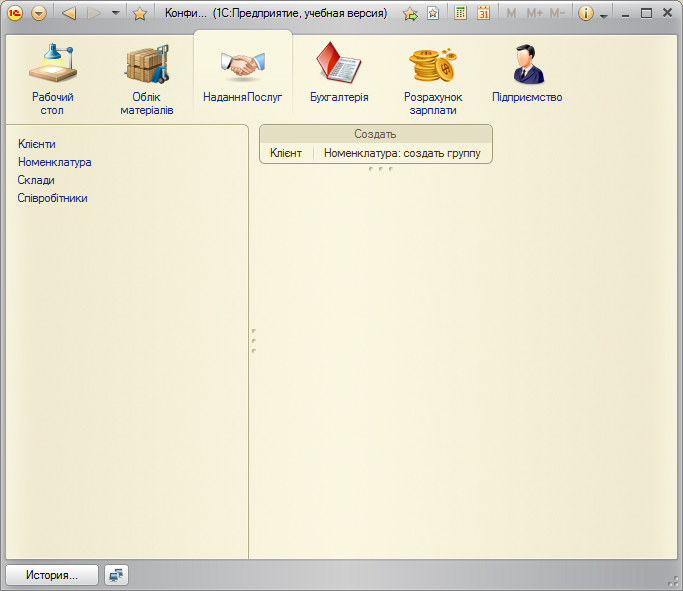 Конфи... (1С:Предприятие, учебная версия)
31 M M+ M−
Рабочий стол
Облік матеріалів
НаданняПослуг
Бухгалтерія
Розрахунок зарплати
Підприємство
Клієнти
Номенклатура
Склади
Співробітники
Создать
Клієнт Номенклатура: создать группу
История...